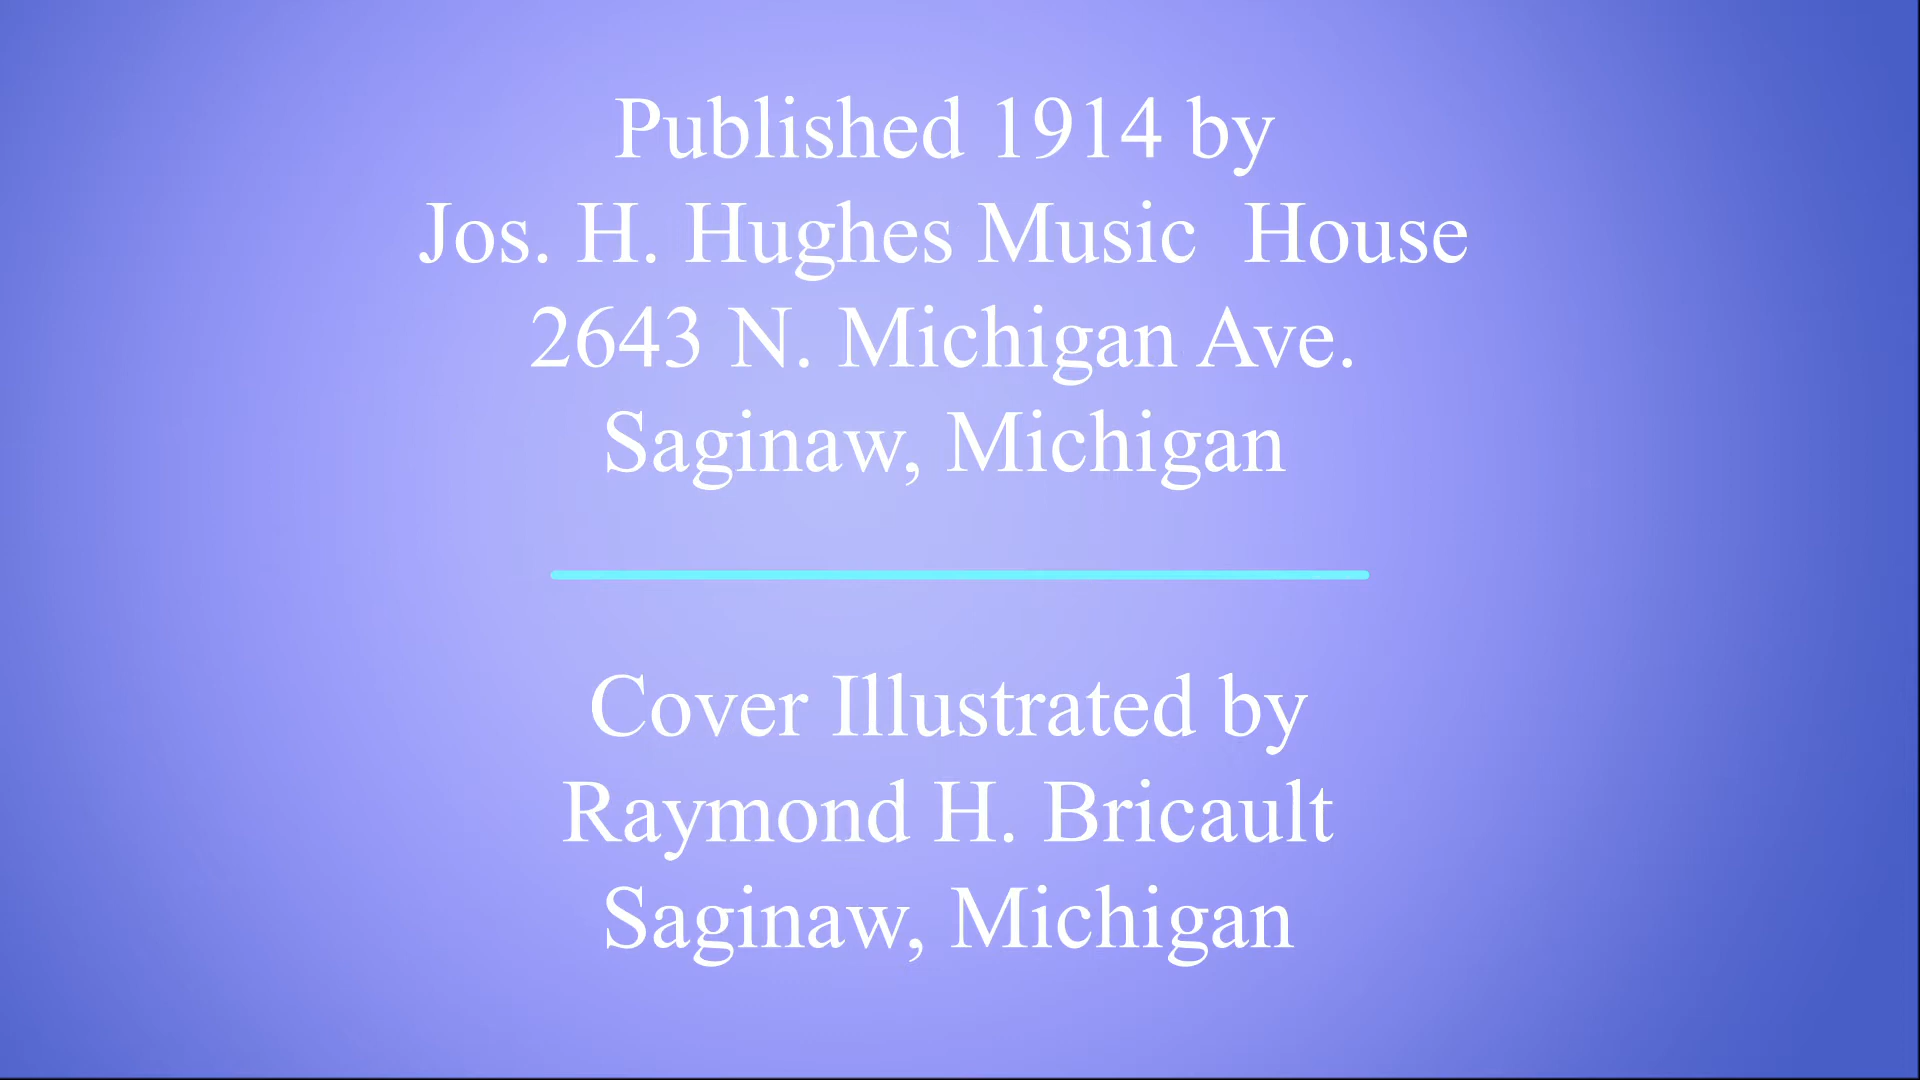 Published 1914 by
Jos. H. Hughes Music  House
2643 N. Michigan Ave.
Saginaw, Michigan
Cover Illustrated by
Raymond H. Bricault
Saginaw, Michigan